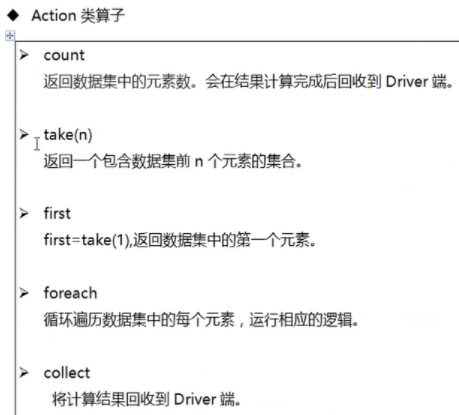 ◆ Action 类算子
➢ count
返回数据集中的元素数。会在结果计算完成后回收到 Driver 端。
➢ take(n)
返回一个包含数据集前 n 个元素的集合。
➢ first
first=take(1),返回数据集中的第一个元素。
➢ foreach
循环遍历数据集中的每个元素，运行相应的逻辑。
➢ collect
将计算结果回收到 Driver 端。